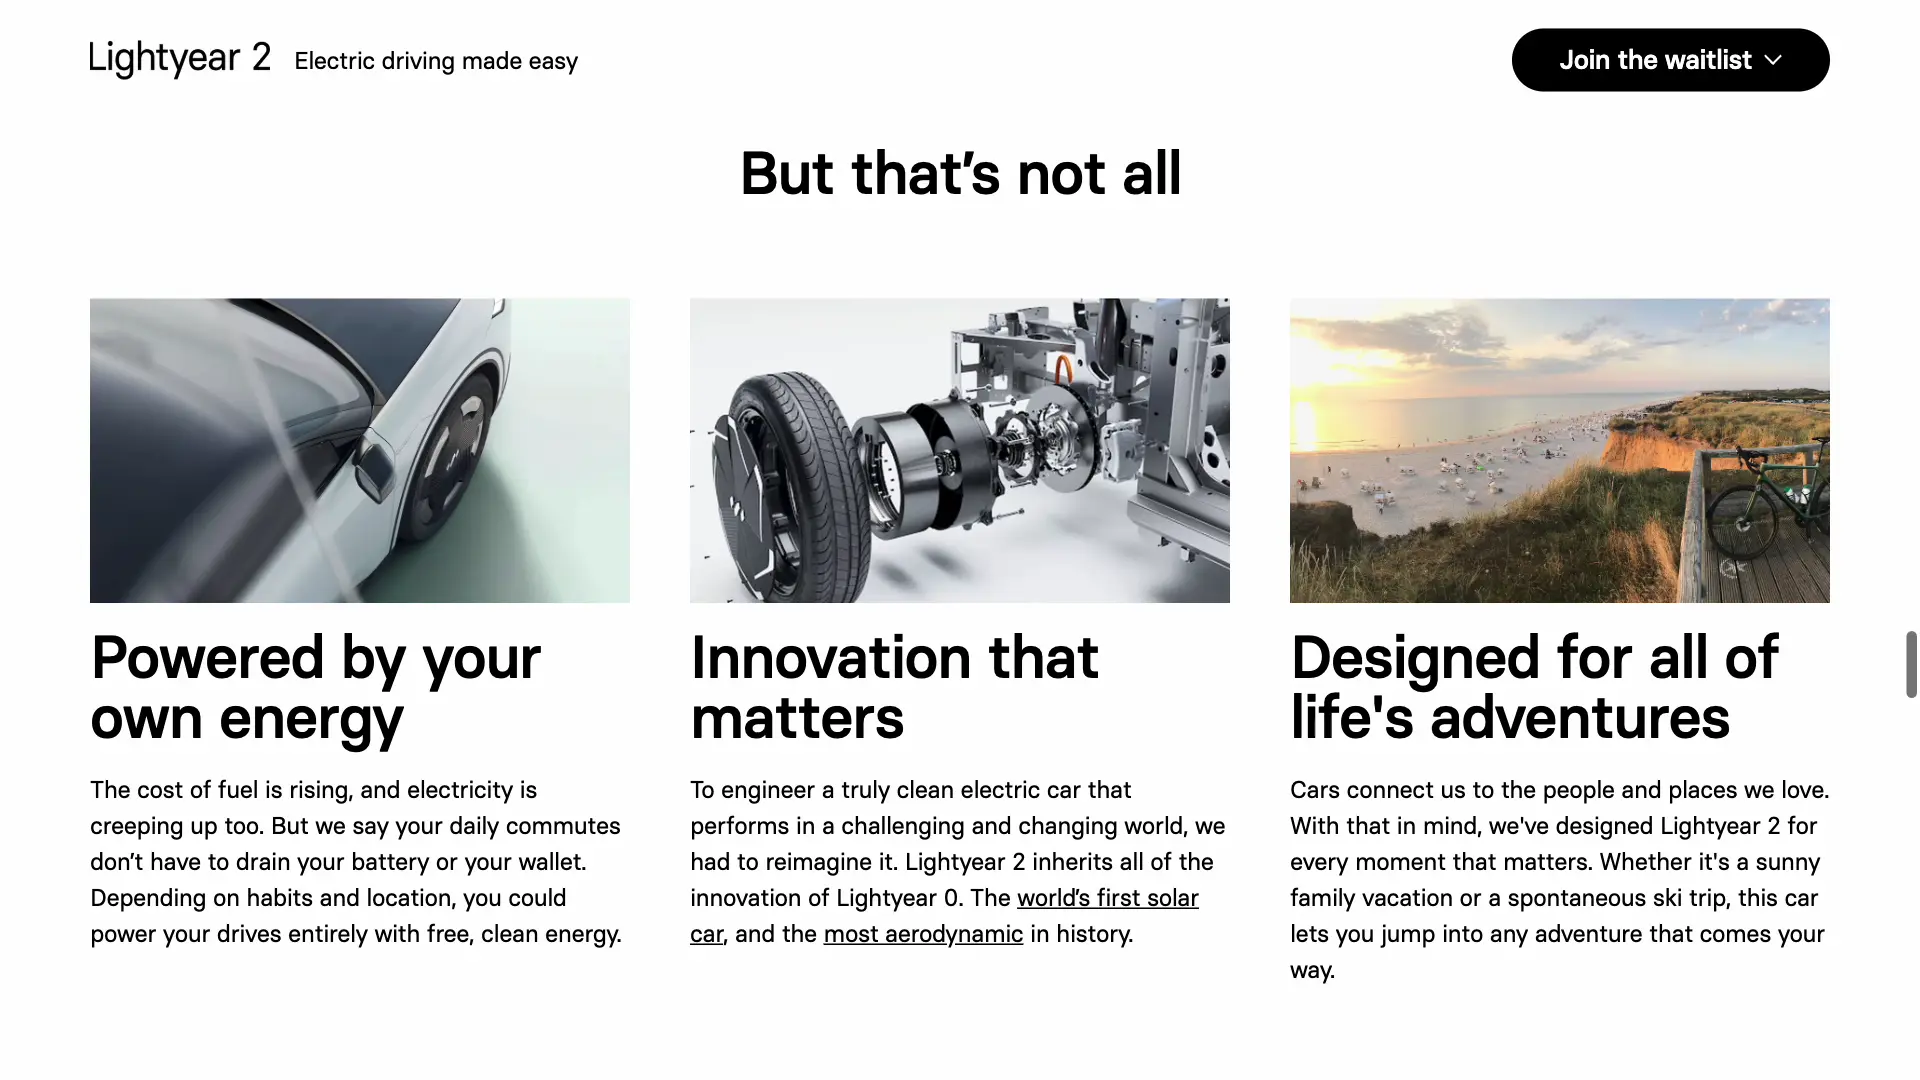 Lightyear 2
Electric driving made easy
Join the waitlist
But that’s not all
Powered by your
own energy
The cost of fuel is rising, and electricity is
creeping up too. But we say your daily commutes
don’t have to drain your battery or your wallet.
Depending on habits and location, you could
power your drives entirely with free, clean energy.
Innovation that
matters
To engineer a truly clean electric car that
performs in a challenging and changing world, we
had to reimagine it. Lightyear 2 inherits all of the
innovation of Lightyear 0. The world’s first solar
car, and the most aerodynamic in history.
Designed for all of
life's adventures
Cars connect us to the people and places we love.
With that in mind, we've designed Lightyear 2 for
every moment that matters. Whether it's a sunny
family vacation or a spontaneous ski trip, this car
lets you jump into any adventure that comes your
way.